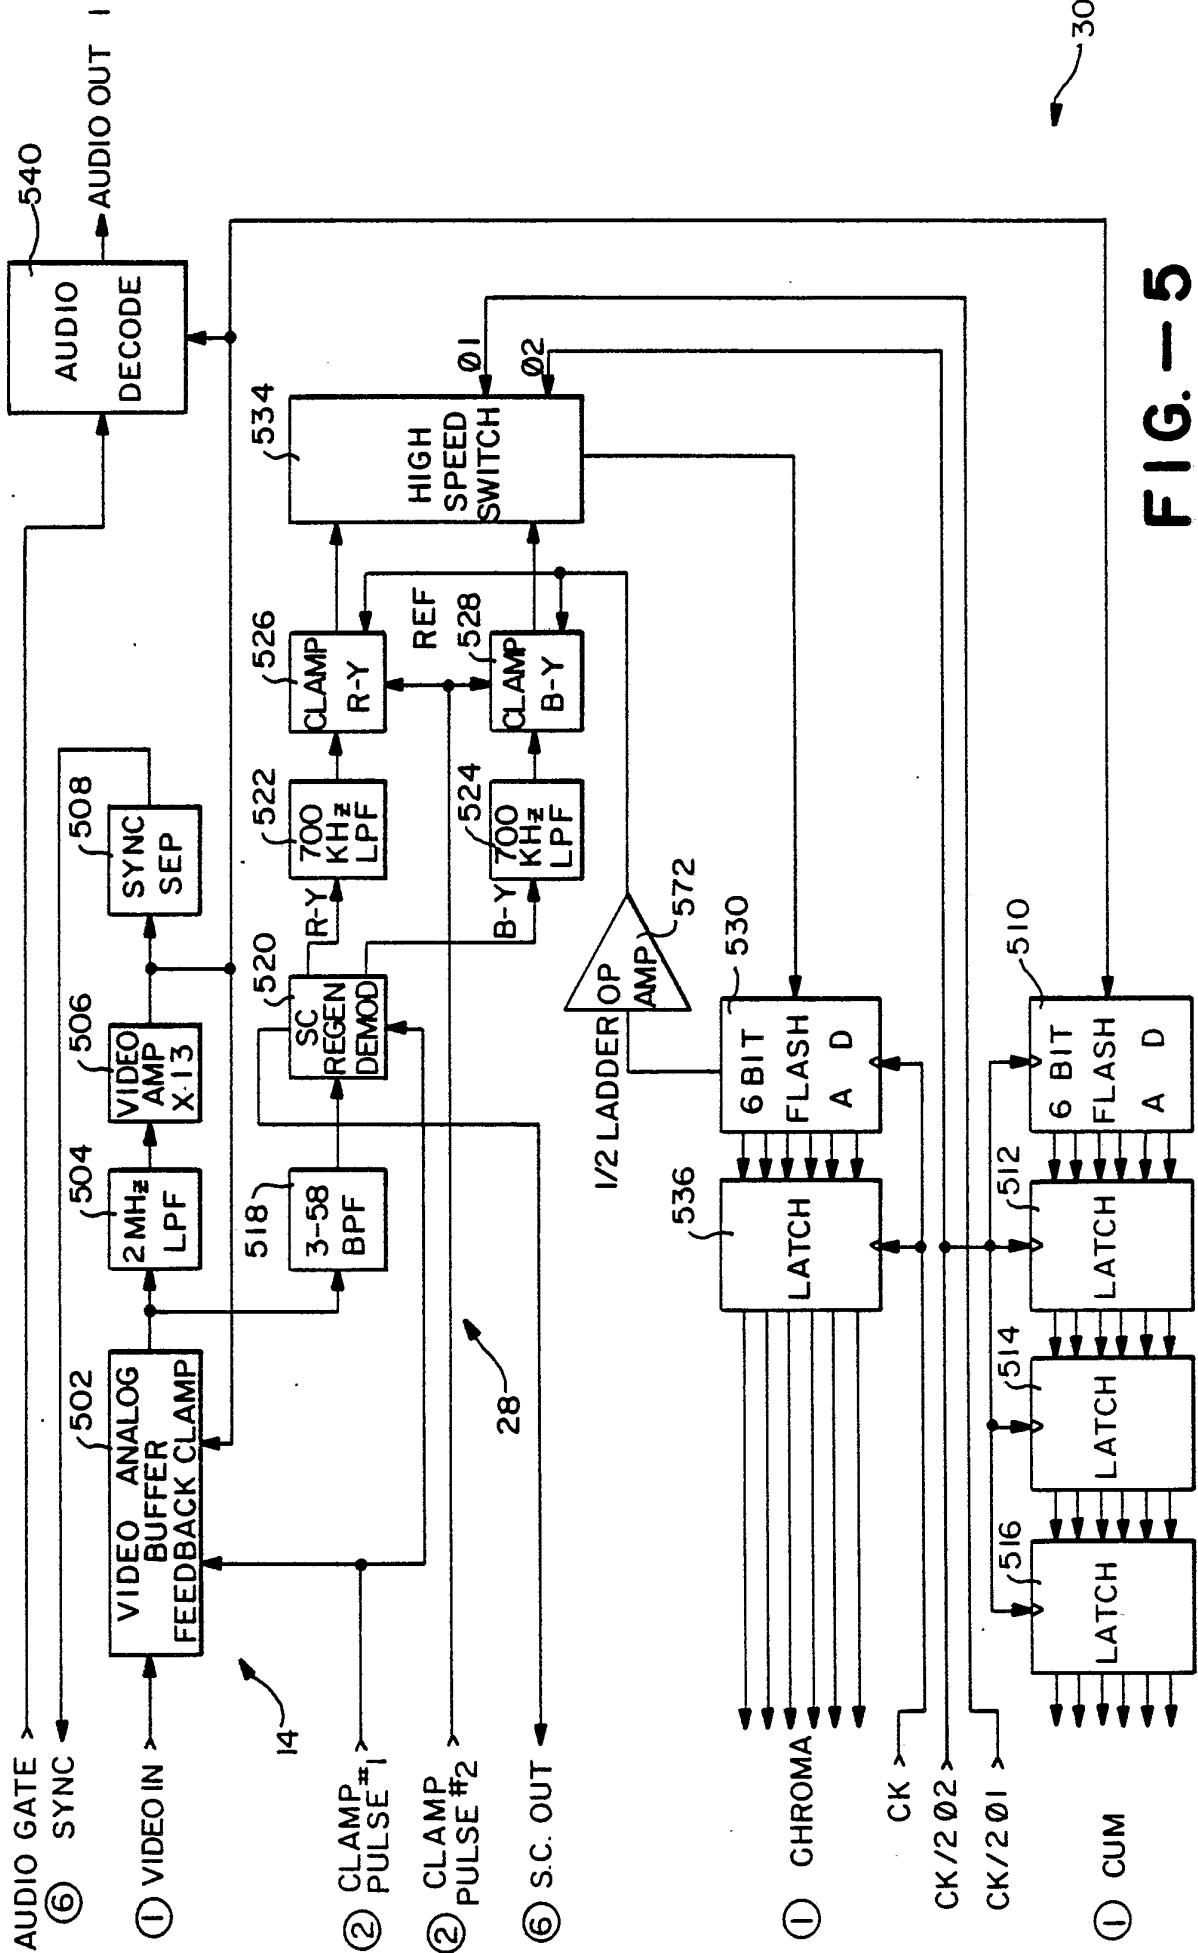 AUDIO GATE
⑥ SYNC
① VIDEO IN
② CLAMP
PULSE #1
② CLAMP
PULSE #2
⑥ S.C. OUT
① GHROMA
CK
CK/2 Ø2
CK/2 Ø1
① CUM
14
28
502
VIDEO ANALOG
BUFFER
FEEDBACK CLAMP
504
2MHz
LPF
506
VIDEO
AMP
X·13
508
SYNC
SEP
540
AUDIO
DECODE
AUDIO OUT 1
518
3-58
BPF
520
SC
REGEN
DEMOD
R-Y
B-Y
522
700
KHz
LPF
524
700
KHz
LPF
526
CLAMP
R-Y
REF
528
CLAMP
B-Y
534
HIGH
SPEED
SWITCH
Ø1
Ø2
1/2 LADDER
OP
AMP
572
530
6 BIT
FLASH
A D
536
LATCH
510
6 BIT
FLASH
A D
512
LATCH
514
LATCH
516
LATCH
30
FIG.—5